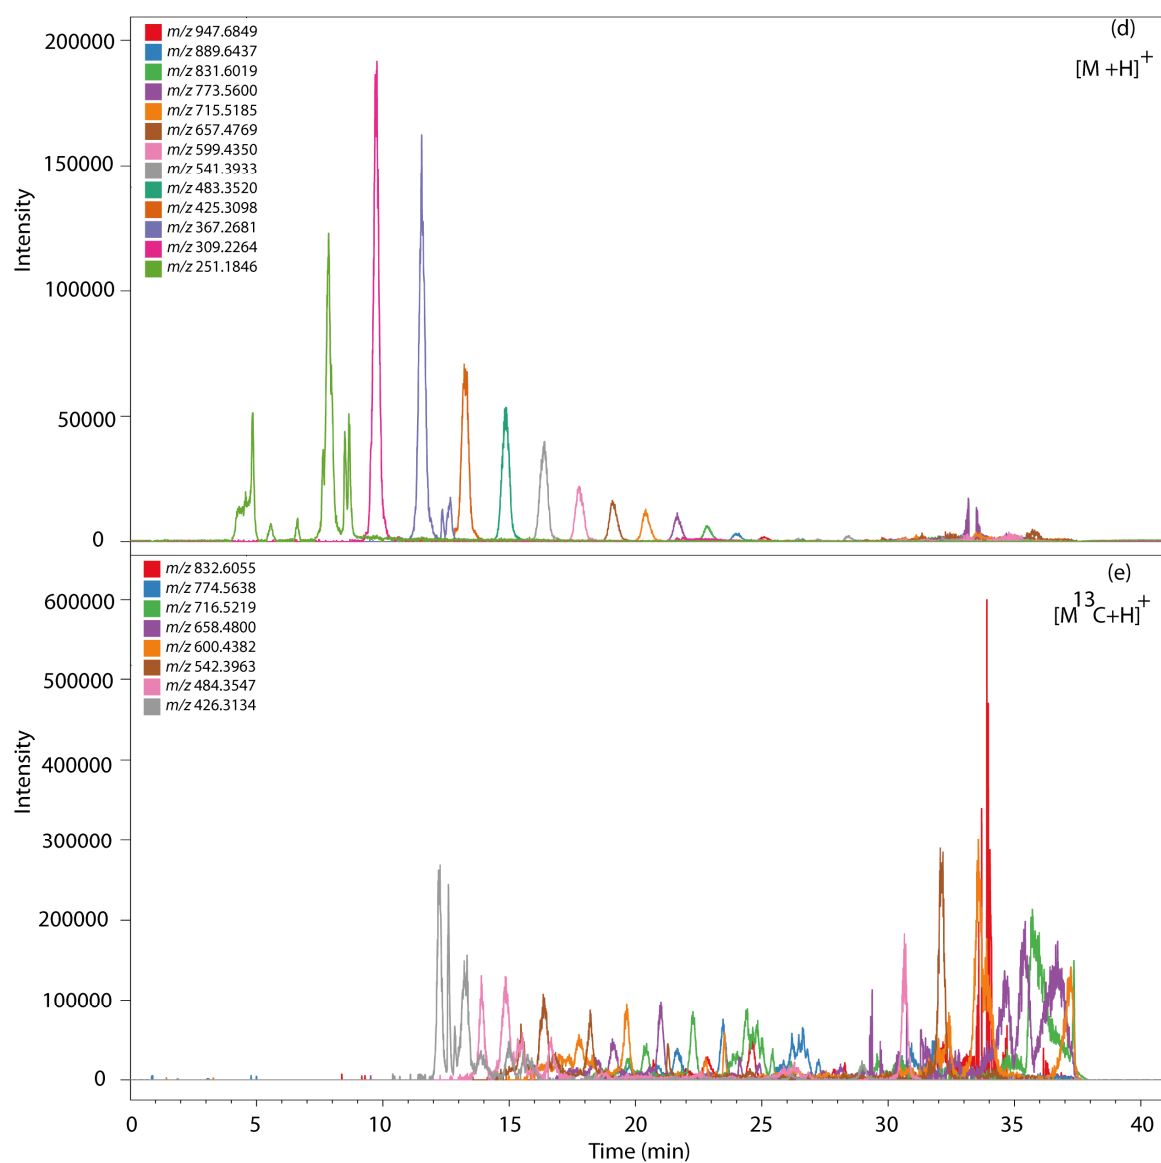 (d)
[M +H]+
m/z 947.6849
m/z 889.6437
m/z 831.6019
m/z 773.5600
m/z 715.5185
m/z 657.4769
m/z 599.4350
m/z 541.3933
m/z 483.3520
m/z 425.3098
m/z 367.2681
m/z 309.2264
m/z 251.1846
200000
150000
100000
50000
0
Intensity
(e)
[M13C+H]+
m/z 832.6055
m/z 774.5638
m/z 716.5219
m/z 658.4800
m/z 600.4382
m/z 542.3963
m/z 484.3547
m/z 426.3134
600000
500000
400000
300000
200000
100000
0
Intensity
0 5 10 15 20 25 30 35 40
Time (min)